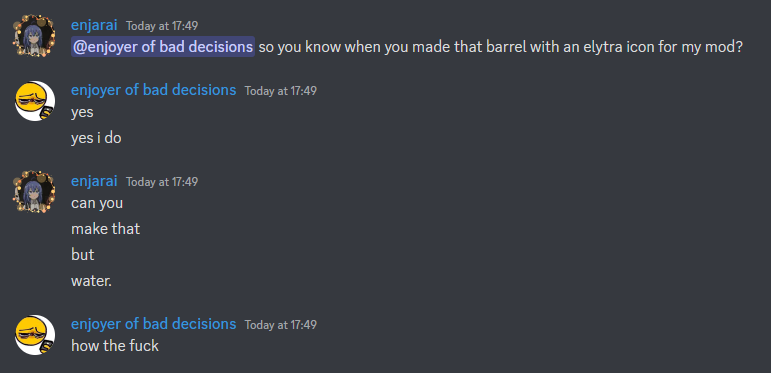 enjarai Today at 17:49
@enjoyer of bad decisions so you know when you made that barrel with an elytra icon for my mod?
enjoyer of bad decisions Today at 17:49
yes
yes i do
enjarai Today at 17:49
can you
make that
but
water.
enjoyer of bad decisions Today at 17:49
how the fuck